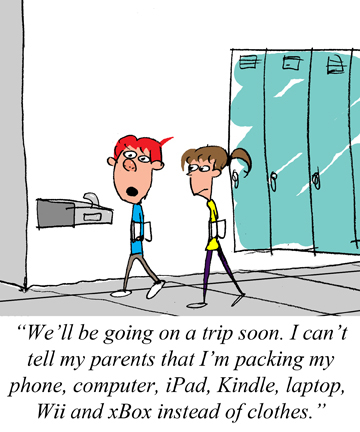 “We’ll be going on a trip soon. I can’t
tell my parents that I’m packing my
phone, computer, iPad, Kindle, laptop,
Wii and xBox instead of clothes.”